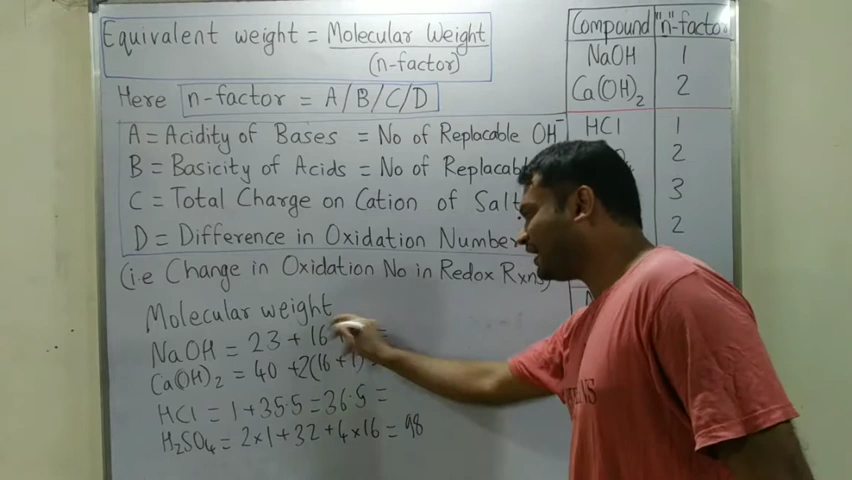 Equivalent weight = Molecular Weight
(n-factor)
Here n-factor = A/B/C/D
A = Acidity of Bases = No of Replacable OH⁻
B = Basicity of Acids = No of Replacabl
C = Total Charge on Cation of Salt
D = Difference in Oxidation Number
(i.e Change in Oxidation No in Redox Rxns)
Molecular weight
NaOH = 23 + 16
Ca(OH)₂ = 40 + 2(16 + 1) =
HCl = 1 + 35.5 = 36.5 =
H₂SO₄ = 2×1 + 32 + 4×16 = 98
Compound "n"-factor
NaOH 1
Ca(OH)₂ 2
HCl 1
2
3
2